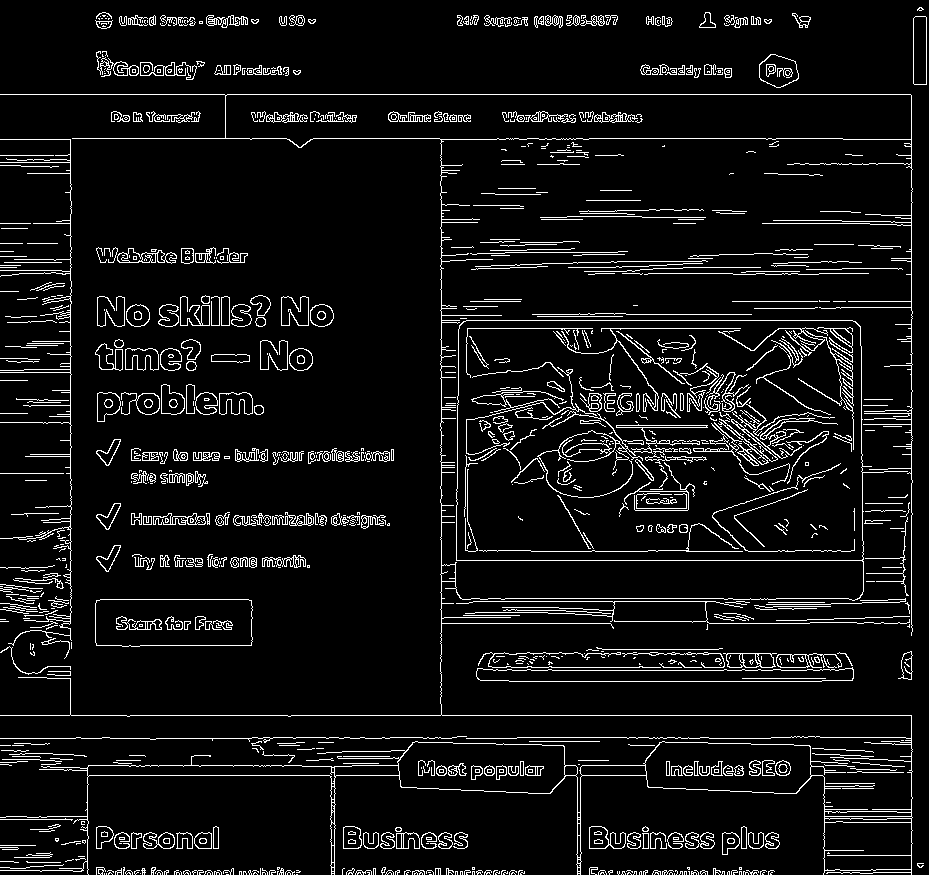 United States - English USD 24/7 Support (480) 505-8877 Help Sign In
GoDaddy™ All Products GoDaddy Blog Pro
Do It Yourself Website Builder Online Store WordPress Websites
Website Builder
No skills? No
time? — No
problem.
BEGINNINGS
Easy to use - build your professional
site simply.
Hundreds! of customizable designs.
Try it free for one month.
Start for Free
Most popular Includes SEO
Personal Business Business plus
Perfect for personal websites Ideal for small businesses For your growing business